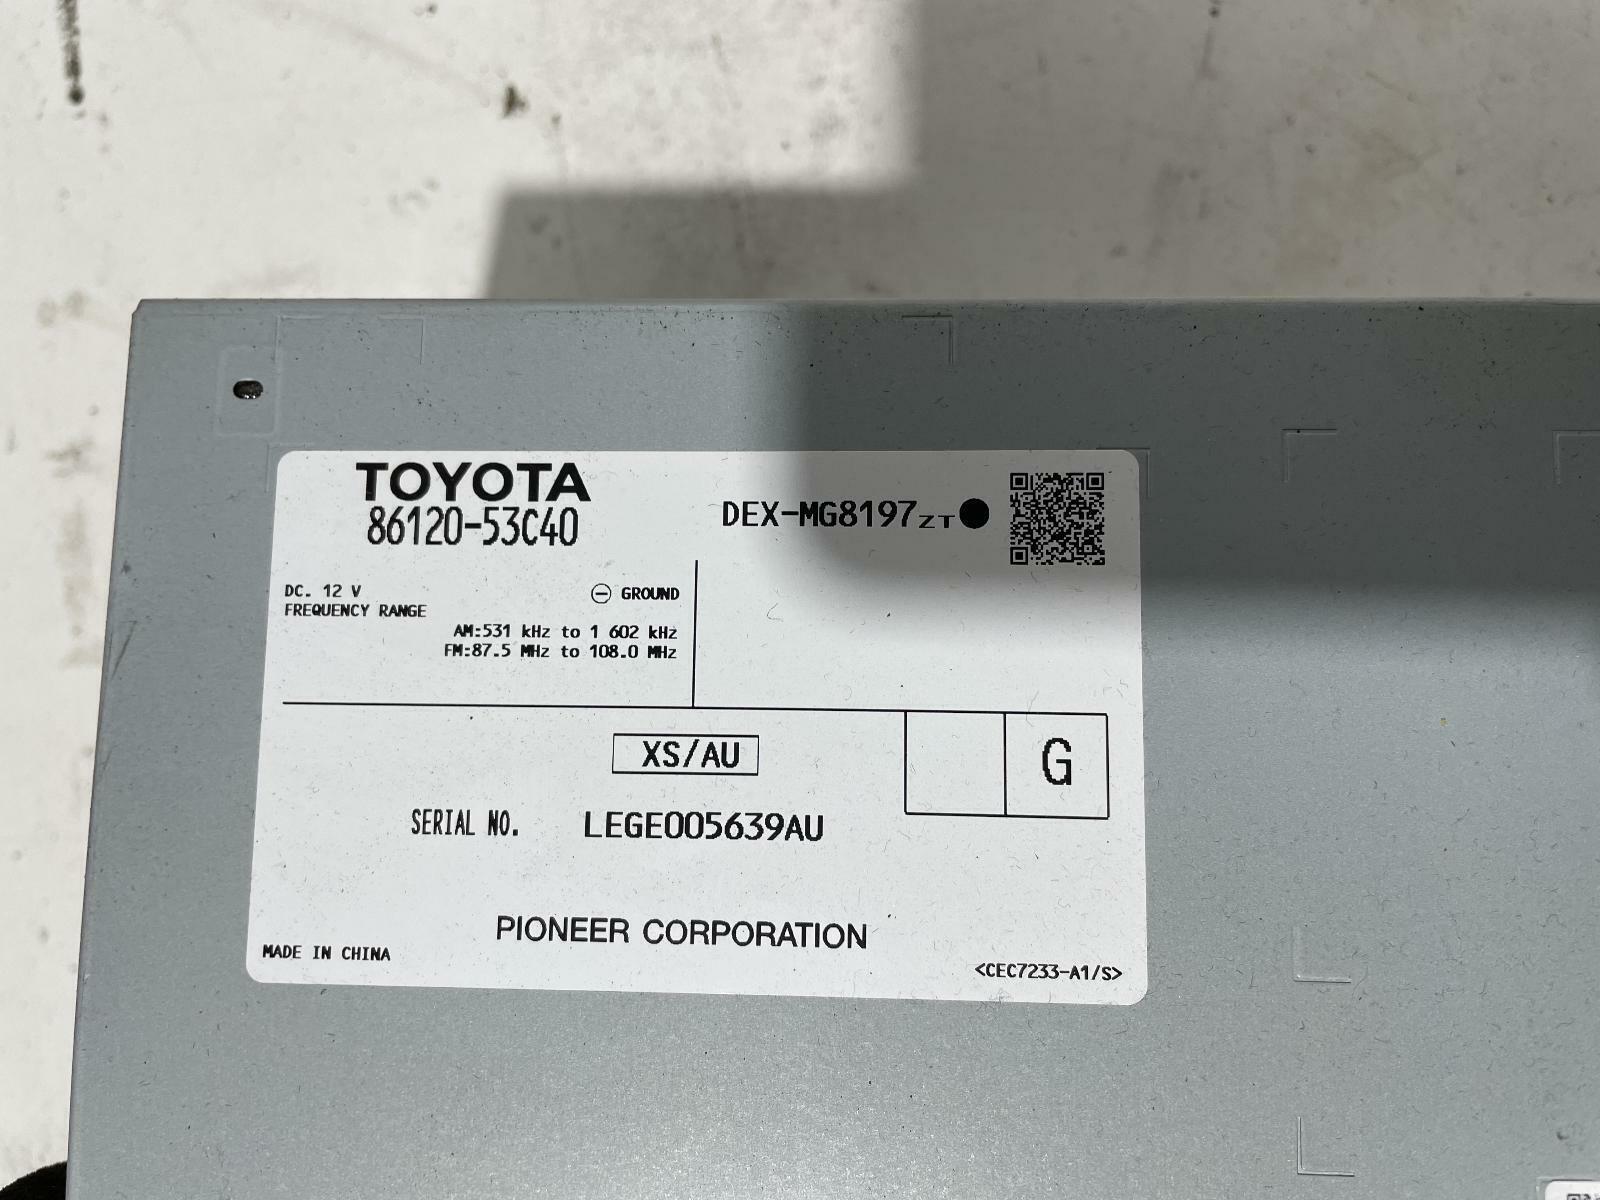 TOYOTA
86120-53C40
DEX-MG8197ZT
DC. 12 V
GROUND
FREQUENCY RANGE
AM:531 kHz to 1 602 kHz
FM:87.5 MHz to 108.0 MHz
XS/AU
G
SERIAL NO. LEGE005639AU
PIONEER CORPORATION
MADE IN CHINA
<CEC7233-A1/S>